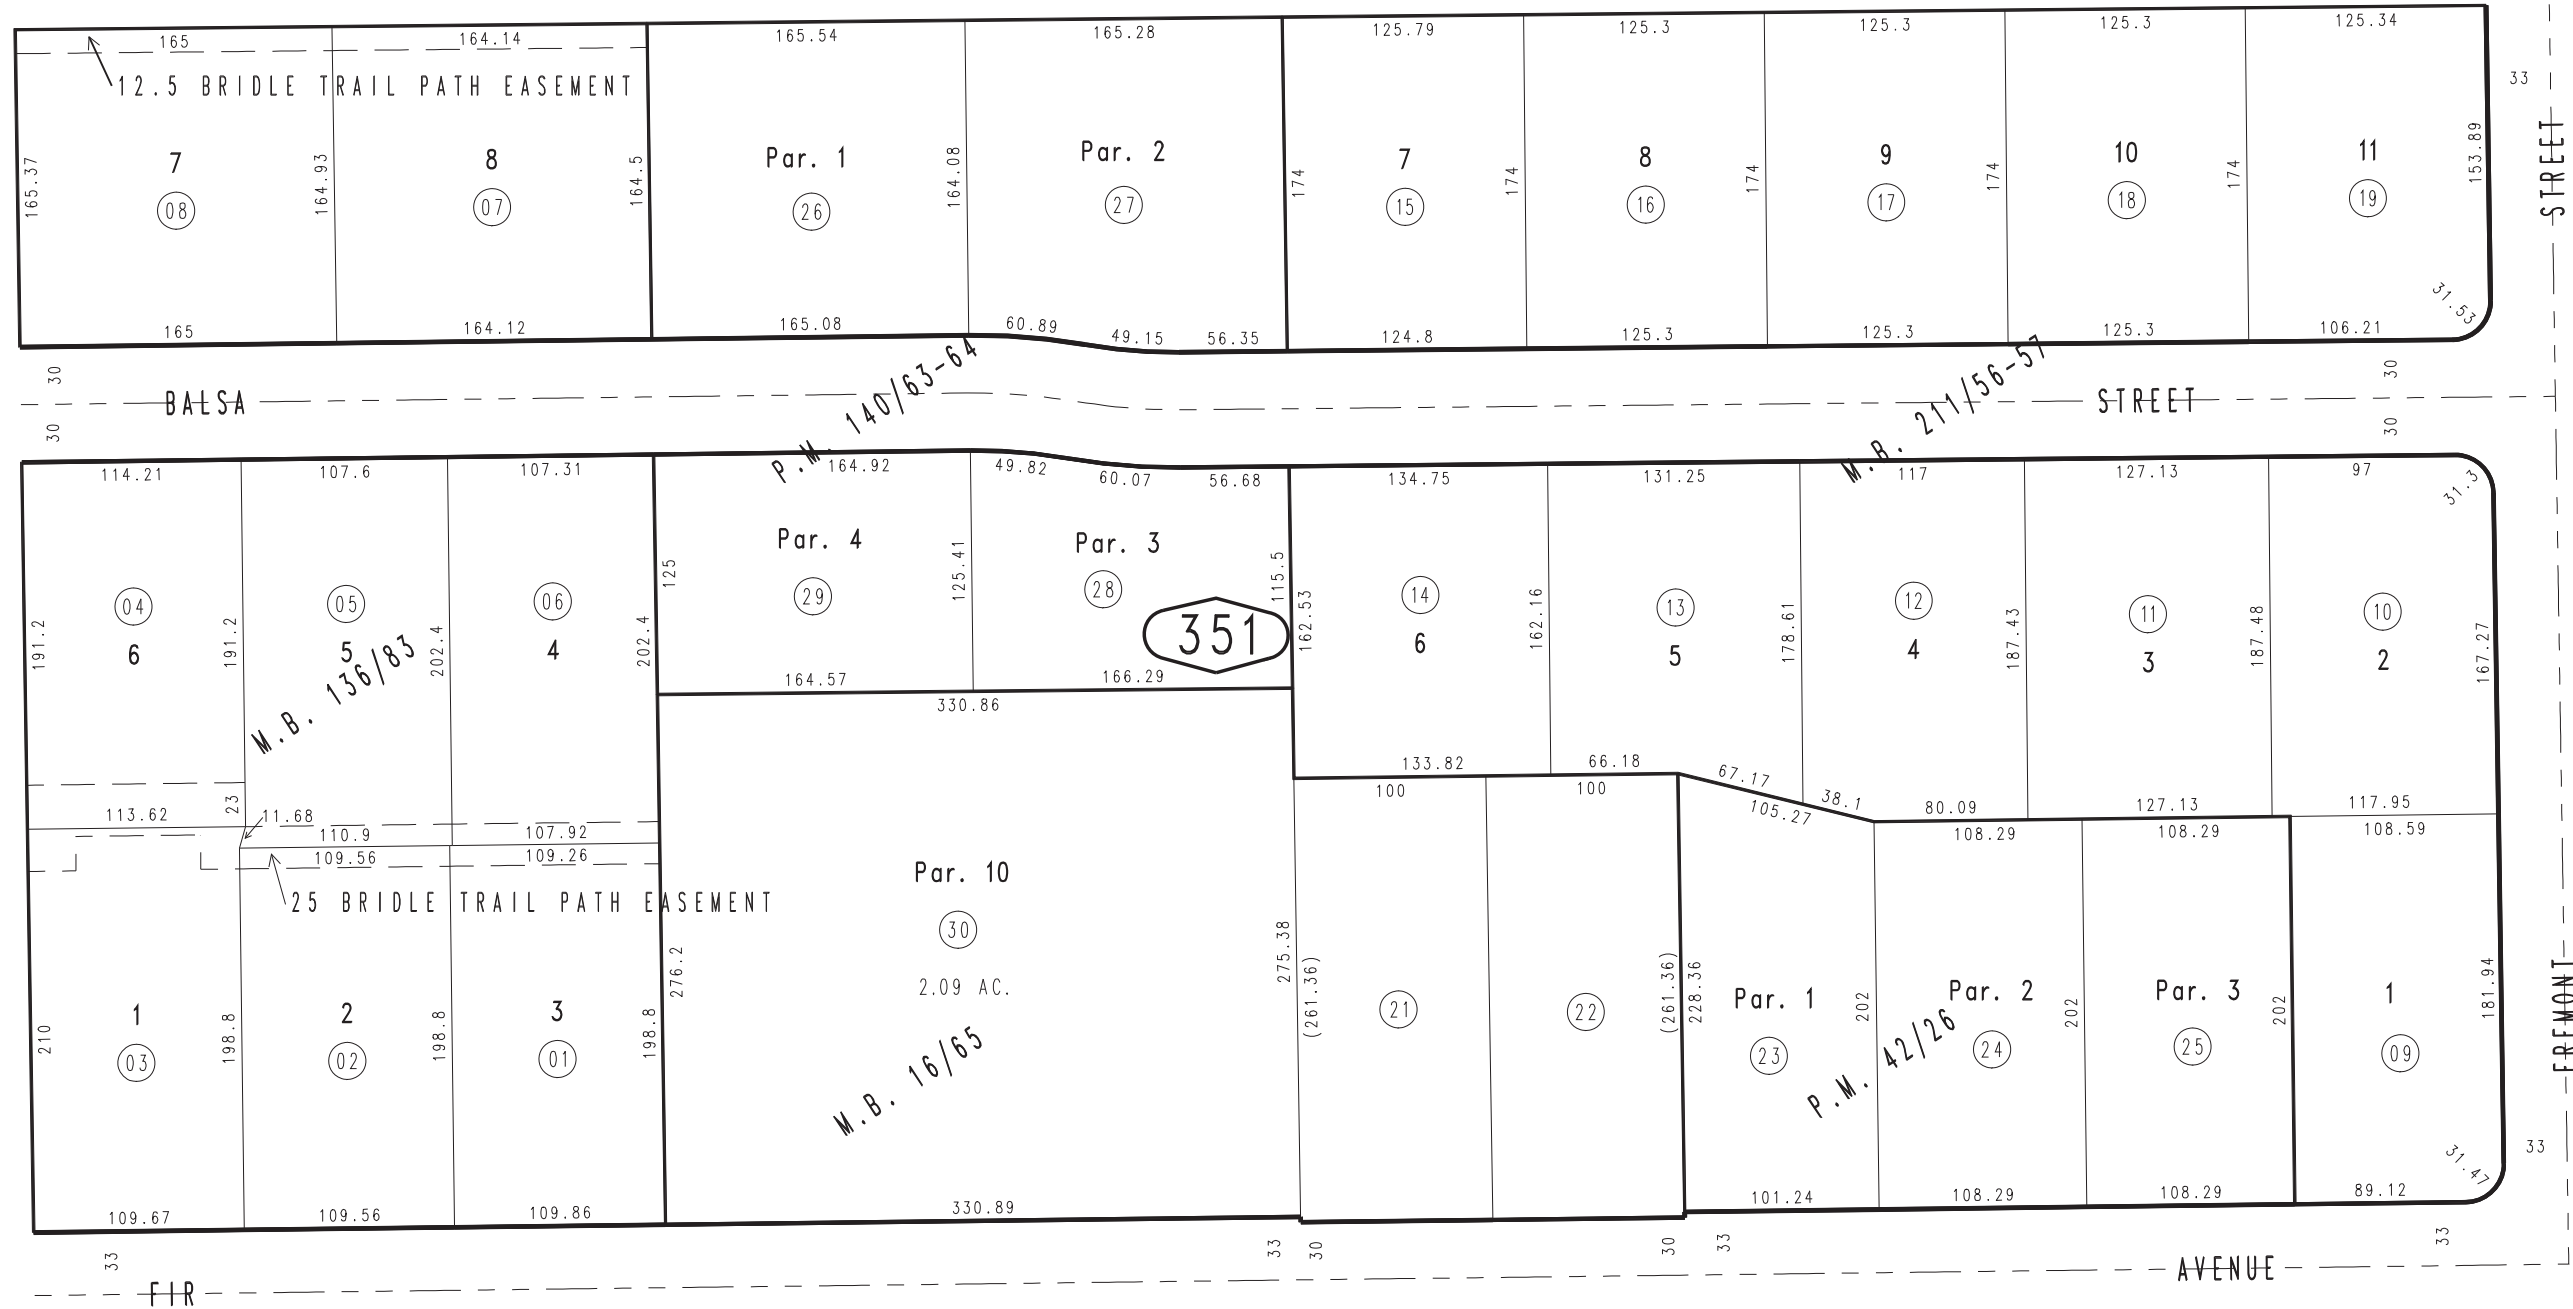 165 164.14 165.54 165.28 125.79 125.3 125.3 125.3 125.34
33
12.5 BRIDLE TRAIL PATH EASEMENT
7 8 Par. 1 Par. 2 7 8 9 10 11
165.37 164.93 164.5 164.08 174 174 174 174 174 153.89
08 07 26 27 15 16 17 18 19
STREET
31.53
165 164.12 165.08 60.89 49.15 56.35 124.8 125.3 125.3 125.3 106.21
30 30
BALSA STREET
P.M. 140/63-64
M.B. 211/56-57
30 30
114.21 107.6 107.31 164.92 49.82 60.07 56.68 134.75 131.25 117 127.13 97
31.3
Par. 4 Par. 3
125 125.41 115.5
04 05 06 29 28 14 13 12 11 10
351
6 5 4 6 5 4 3 2
191.2 191.2 202.4 202.4 162.53 162.16 178.61 187.43 187.48 167.27
M.B. 136/83
164.57 166.29
330.86
133.82 66.18 67.17 38.1 80.09 127.13 117.95
100 100 105.27 108.29 108.29 108.59
113.62 23 11.68 110.9 107.92
109.56 109.26
25 BRIDLE TRAIL PATH EASEMENT
Par. 10
30
2.09 AC.
276.2 275.38 (261.36) (261.36) 228.36
1 2 3 Par. 1 Par. 2 Par. 3 1
210 198.8 198.8 198.8 202 202 202 181.94
03 02 01 21 22 23 24 25 09
M.B. 16/65
P.M. 42/26
FREMONT
33
31.47
109.67 109.56 109.86 330.89 101.24 108.29 108.29 89.12
33 33 30 30 33 33
FIR AVENUE